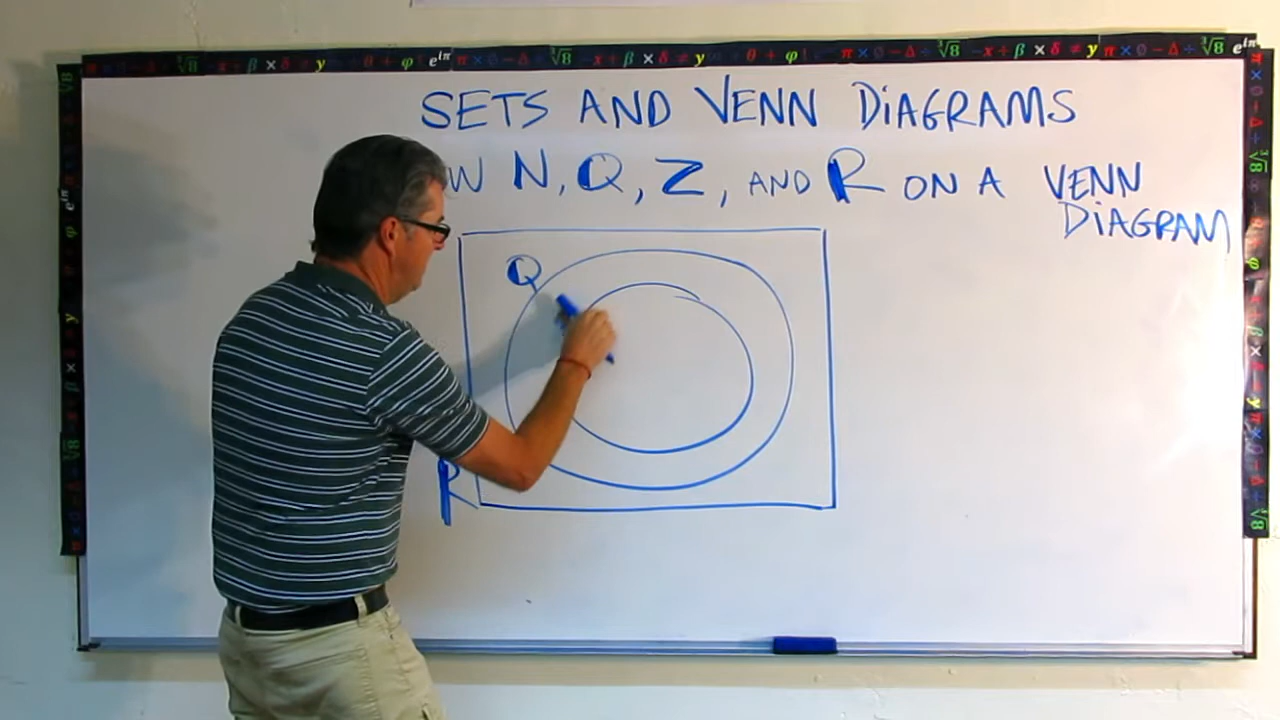 SETS AND VENN DIAGRAMS
W N, Q, Z, AND R ON A VENN
DIAGRAM
Q
R